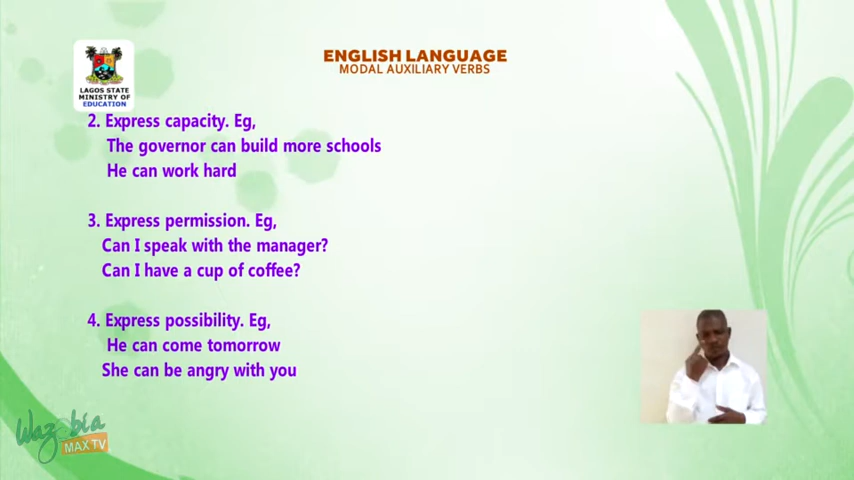 ENGLISH LANGUAGE
MODAL AUXILIARY VERBS
LAGOS STATE
MINISTRY OF
EDUCATION
2. Express capacity. Eg,
The governor can build more schools
He can work hard
3. Express permission. Eg,
Can I speak with the manager?
Can I have a cup of coffee?
4. Express possibility. Eg,
He can come tomorrow
She can be angry with you
Wazobia
MAX TV